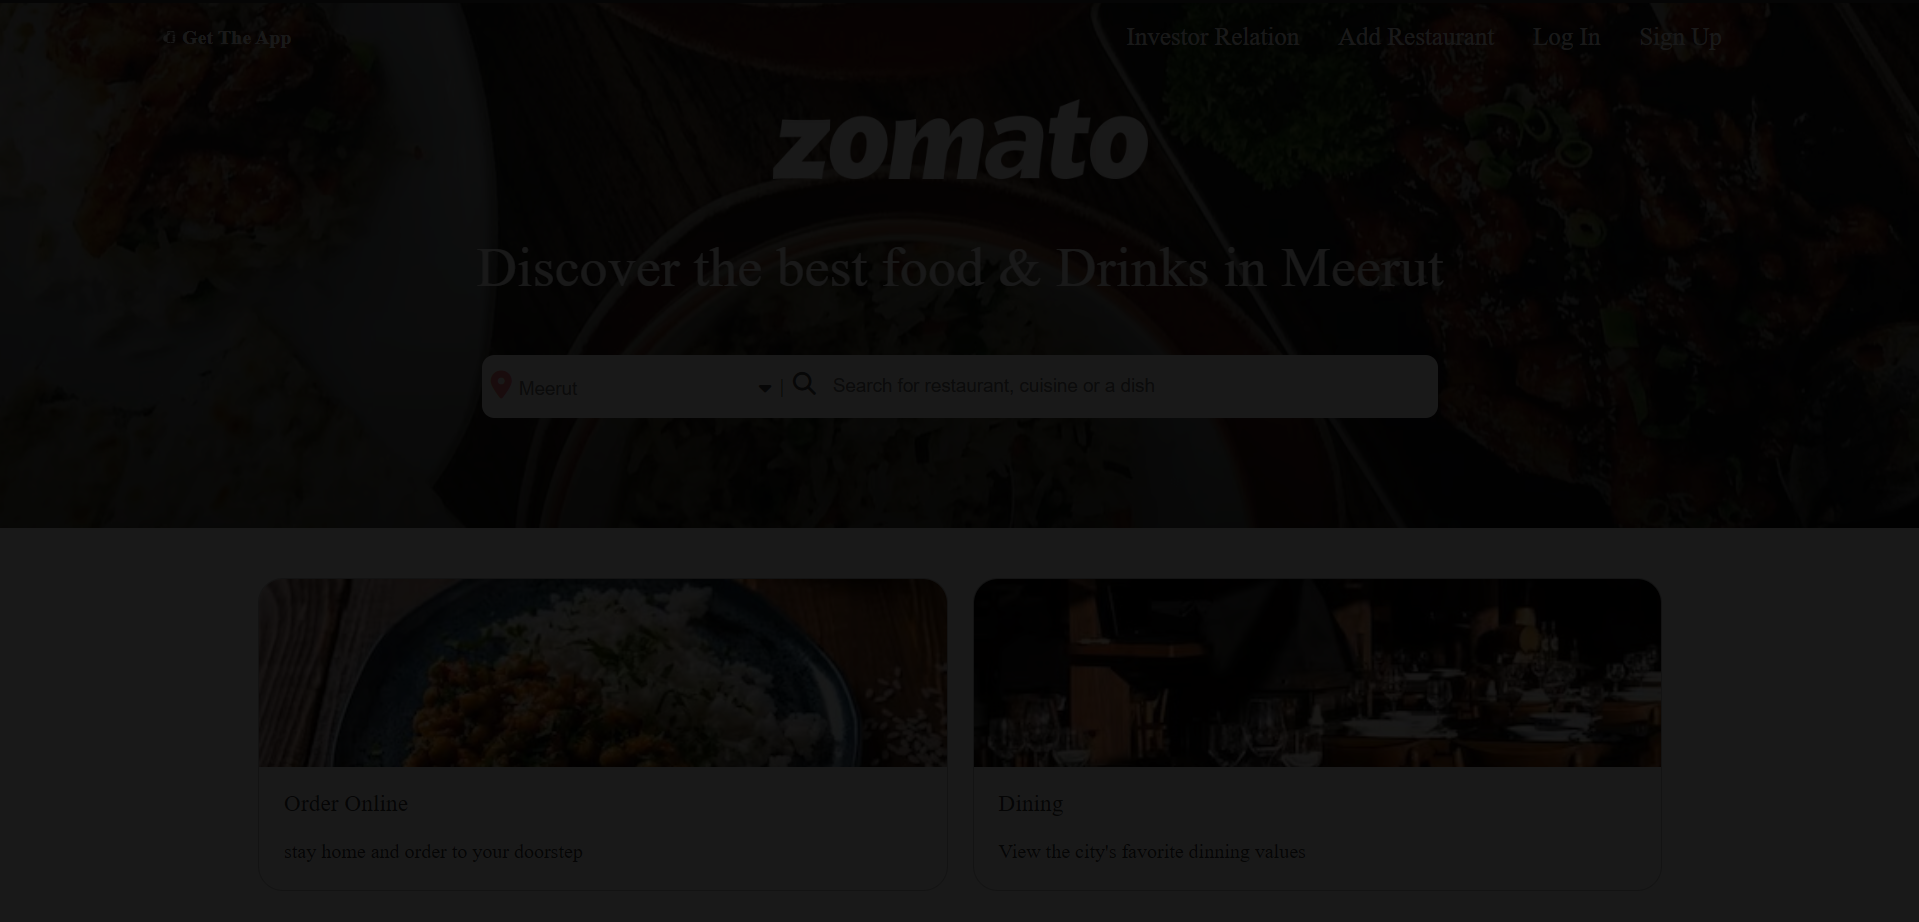 Get The App
Investor Relation
Add Restaurant
Log In
Sign Up
zomato
Discover the best food & Drinks in Meerut
Meerut
Search for restaurant, cuisine or a dish
Order Online
stay home and order to your doorstep
Dining
View the city's favorite dinning values